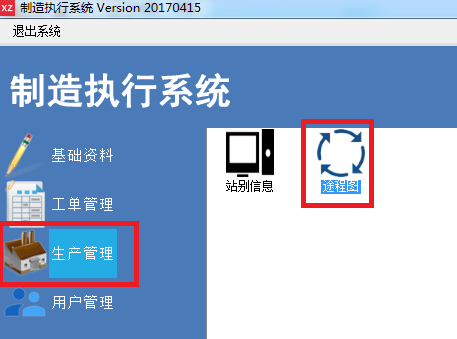 XZ 制造执行系统 Version 20170415
退出系统
制造执行系统
基础资料
工单管理
生产管理
用户管理
站别信息
途程图